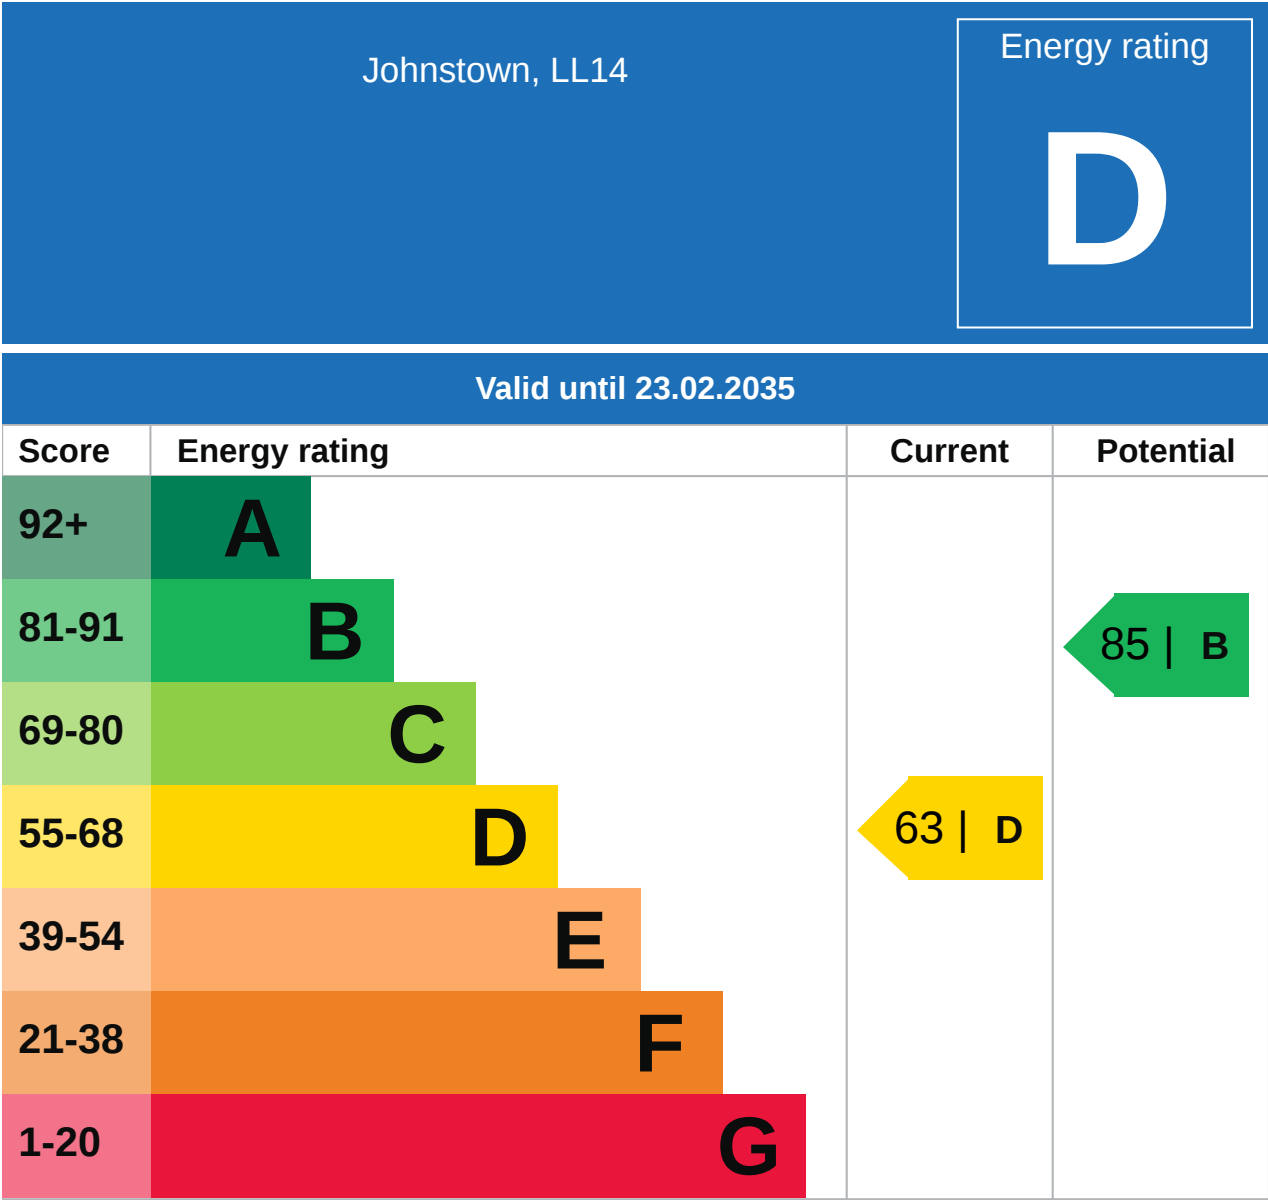 Johnstown, LL14
Energy rating
D
Valid until 23.02.2035
Score Energy rating Current Potential
92+ A
81-91 B
85 | B
69-80 C
55-68 D
63 | D
39-54 E
21-38 F
1-20 G